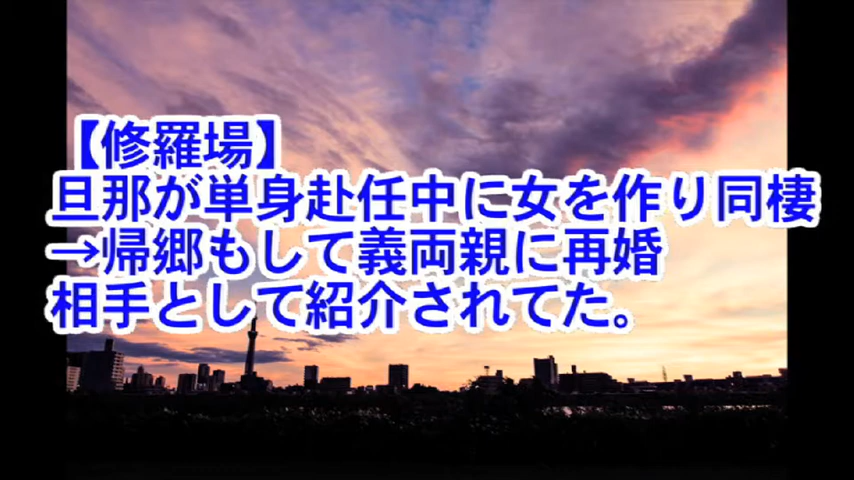 【修羅場】
旦那が単身赴任中に女を作り同棲
→帰郷もして義両親に再婚
相手として紹介されてた。